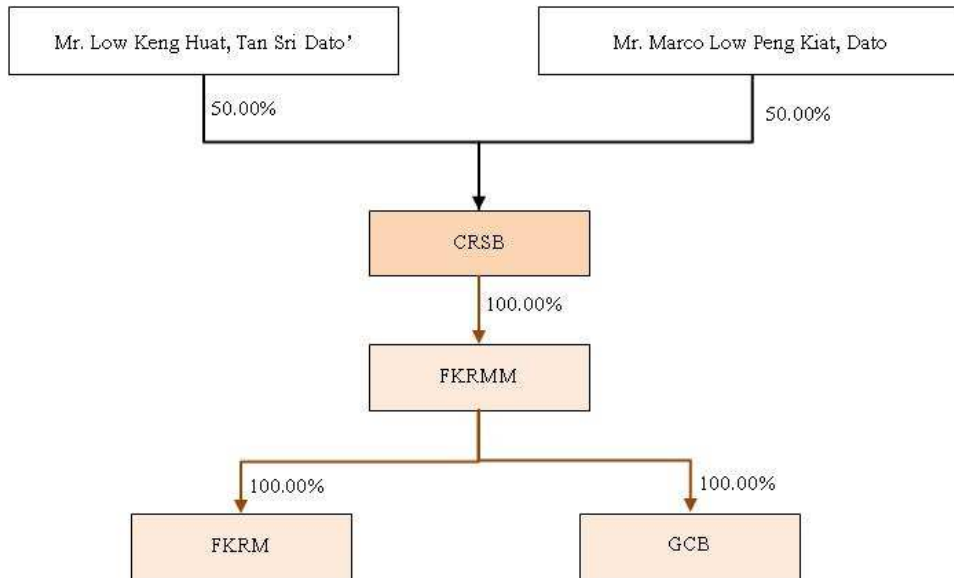 Mr. Low Keng Huat, Tan Sri Dato’
Mr. Marco Low Peng Kiat, Dato
50.00%
50.00%
CRSB
100.00%
FKRMM
100.00%
100.00%
FKRM
GCB